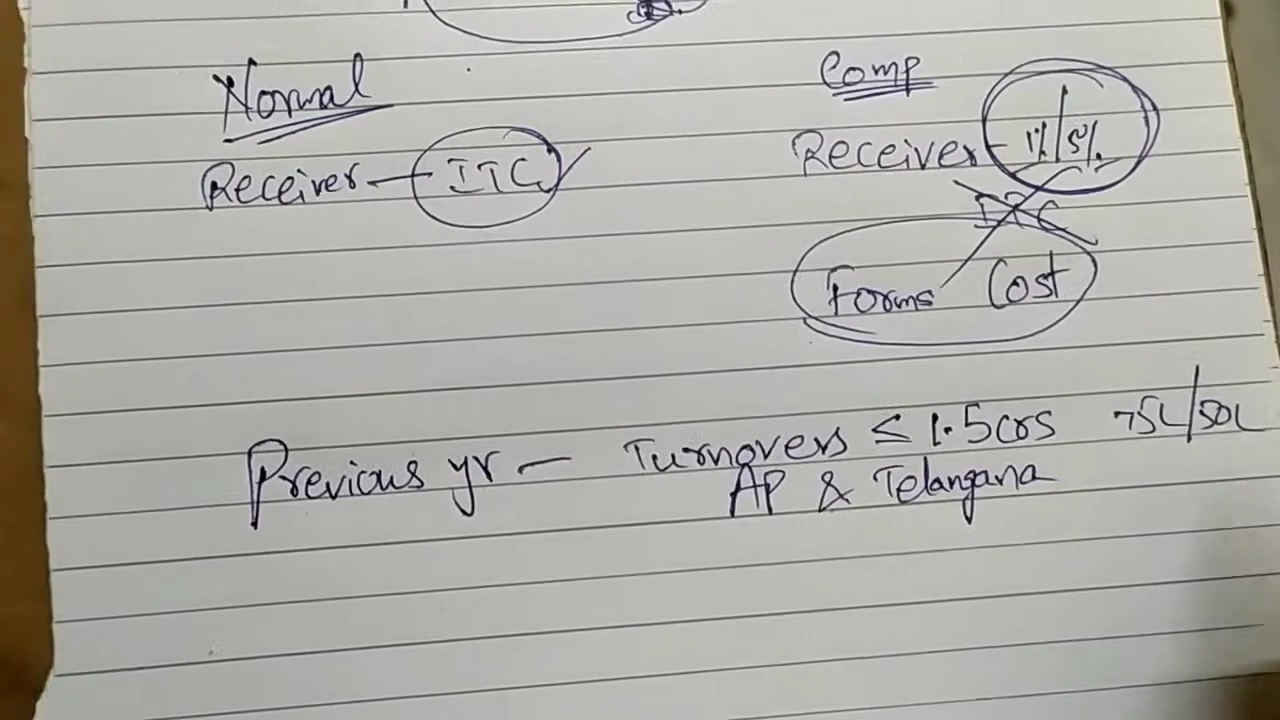 Normal
Receiver — ITC ✓
Comp
Receiver - 1%/5%.
ITC
Forms Cost
Previous yr — Turnovers ≤ 1.5crs 75L/50L
AP & Telangana